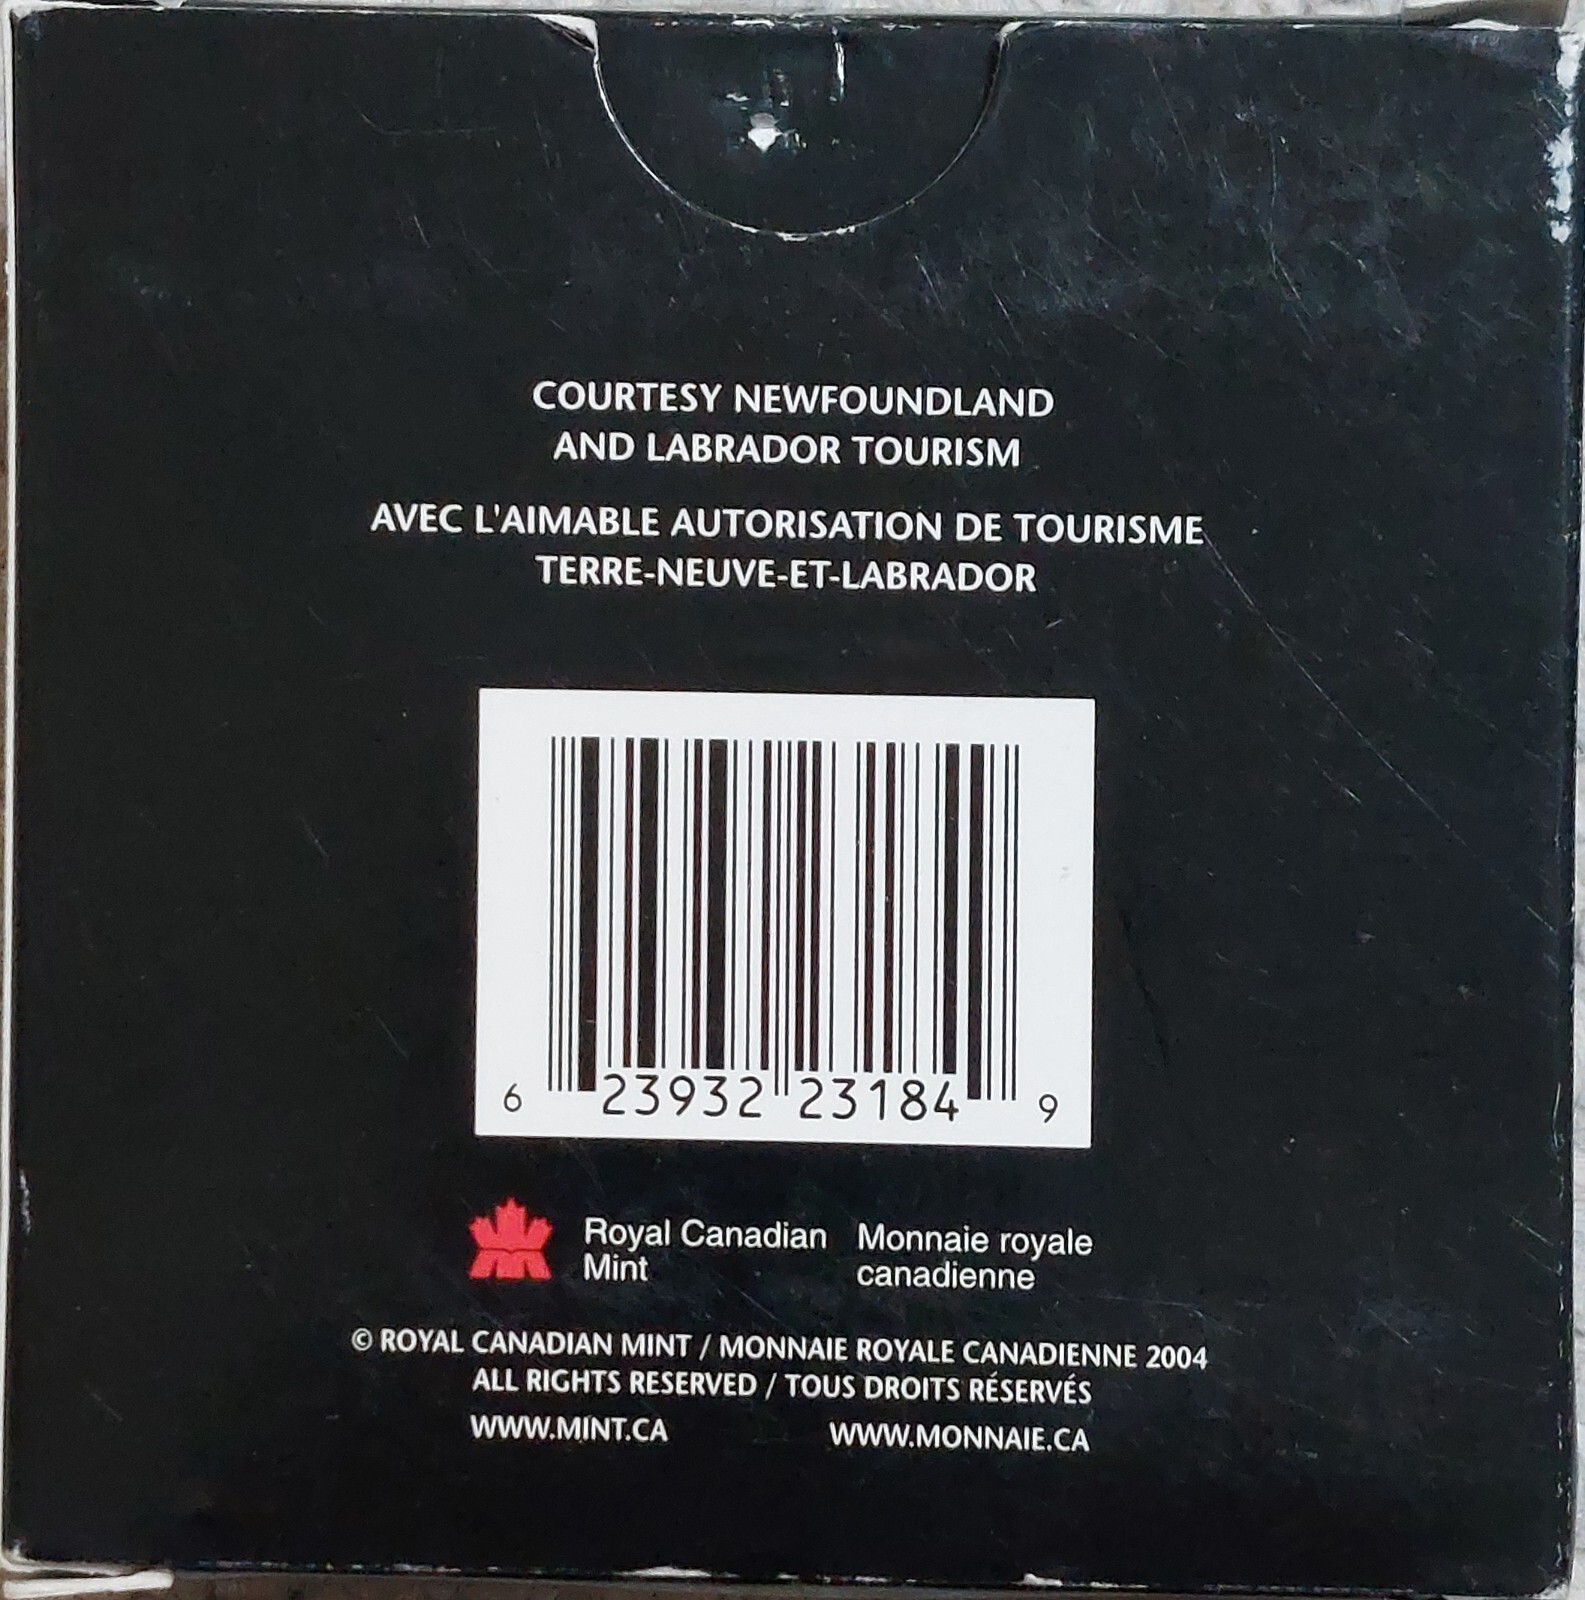 COURTESY NEWFOUNDLAND
AND LABRADOR TOURISM
AVEC L'AIMABLE AUTORISATION DE TOURISME
TERRE-NEUVE-ET-LABRADOR
6 23932 23184 9
Royal Canadian Mint
Monnaie royale canadienne
© ROYAL CANADIAN MINT / MONNAIE ROYALE CANADIENNE 2004
ALL RIGHTS RESERVED / TOUS DROITS RÉSERVÉS
WWW.MINT.CA WWW.MONNAIE.CA